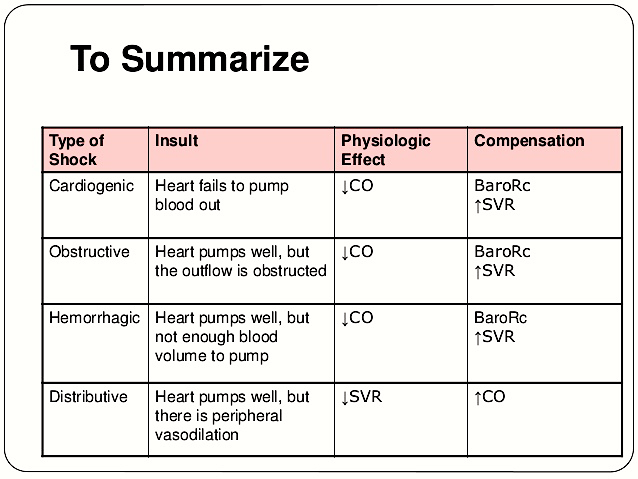 To Summarize
Type of Shock | Insult | Physiologic Effect | Compensation
Cardiogenic | Heart fails to pump blood out | ↓CO | BaroRc ↑SVR
Obstructive | Heart pumps well, but the outflow is obstructed | ↓CO | BaroRc ↑SVR
Hemorrhagic | Heart pumps well, but not enough blood volume to pump | ↓CO | BaroRc ↑SVR
Distributive | Heart pumps well, but there is peripheral vasodilation | ↓SVR | ↑CO